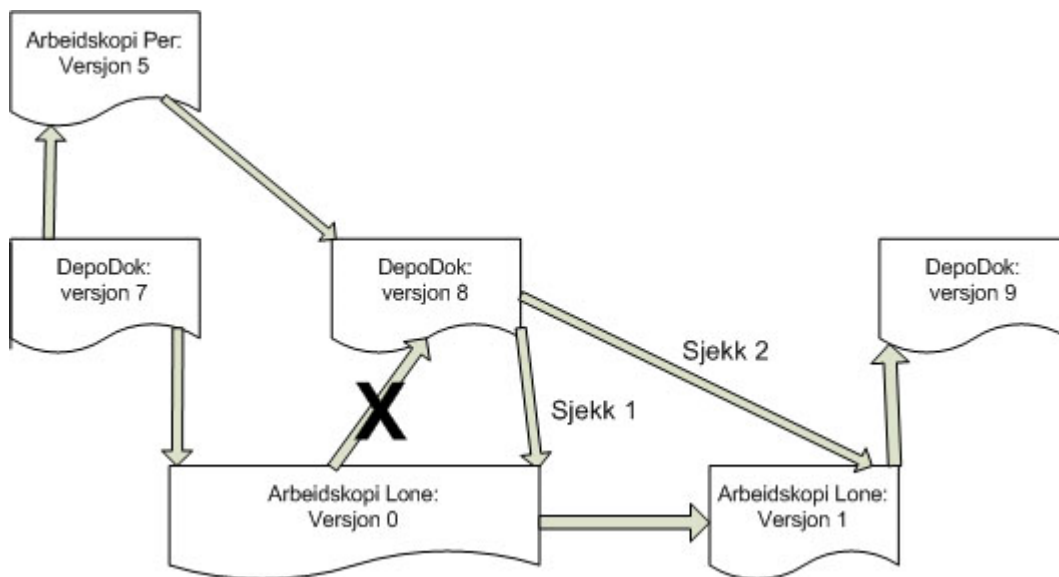 Arbeidskopi Per:
Versjon 5
DepoDok:
versjon 7
DepoDok:
versjon 8
DepoDok:
versjon 9
Sjekk 2
Sjekk 1
X
Arbeidskopi Lone:
Versjon 0
Arbeidskopi Lone:
Versjon 1